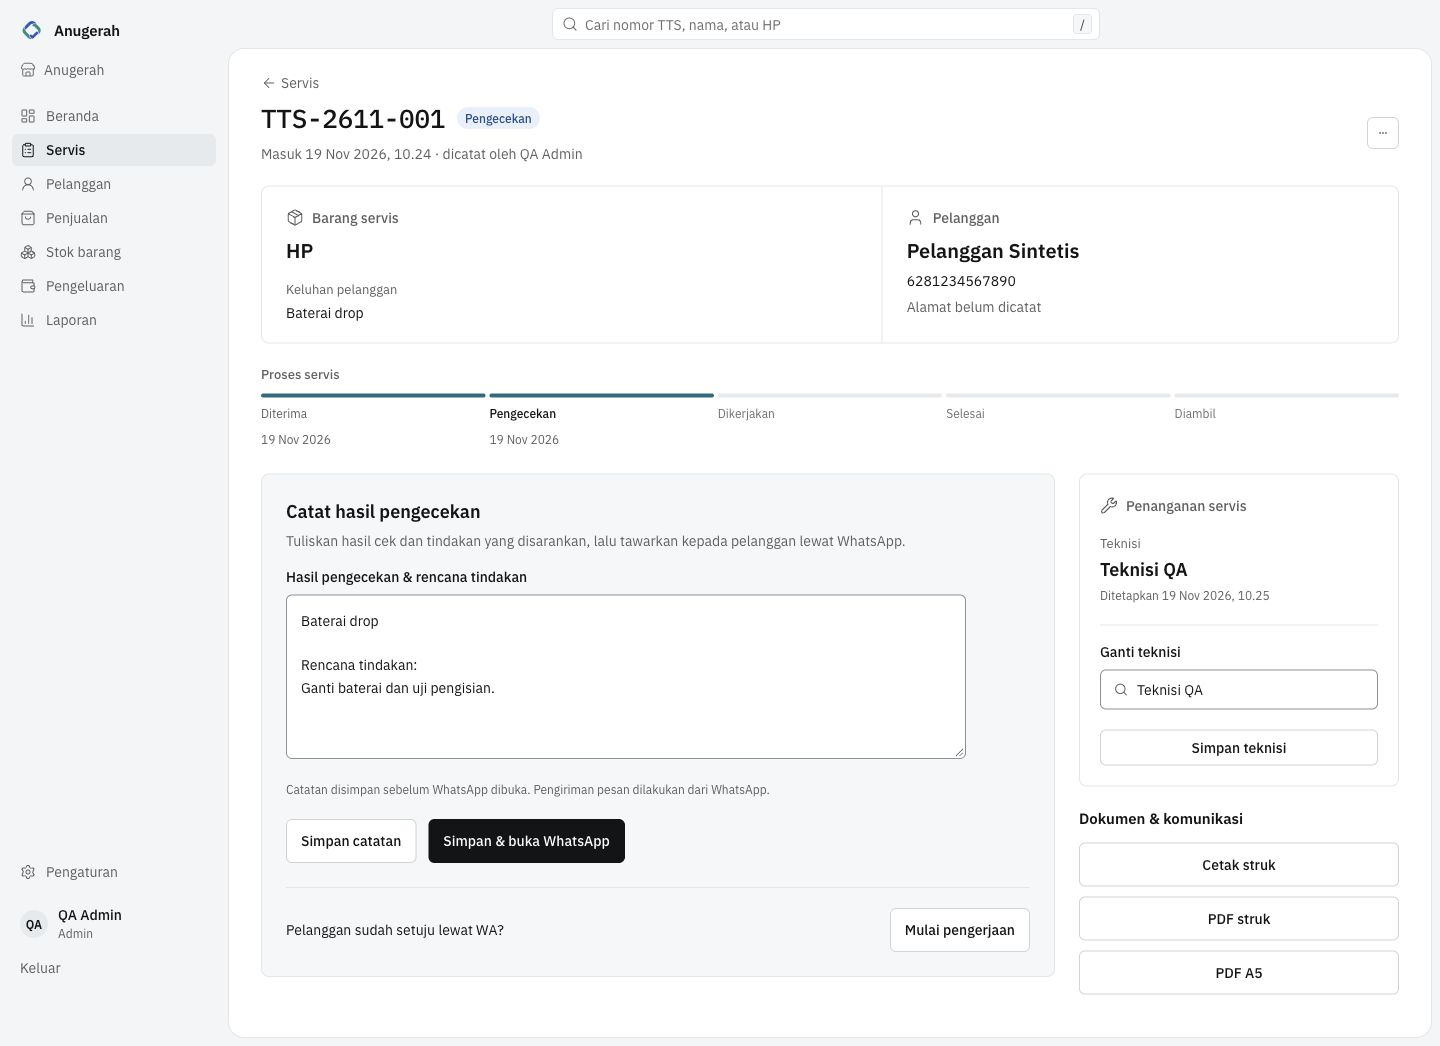 Anugerah
Cari nomor TTS, nama, atau HP
/
Anugerah
Beranda
Servis
Pelanggan
Penjualan
Stok barang
Pengeluaran
Laporan
Pengaturan
QA
QA Admin
Admin
Keluar
← Servis
TTS-2611-001
Pengecekan
Masuk 19 Nov 2026, 10.24 · dicatat oleh QA Admin
...
Barang servis
HP
Keluhan pelanggan
Baterai drop
Pelanggan
Pelanggan Sintetis
6281234567890
Alamat belum dicatat
Proses servis
Diterima
19 Nov 2026
Pengecekan
19 Nov 2026
Dikerjakan
Selesai
Diambil
Catat hasil pengecekan
Tuliskan hasil cek dan tindakan yang disarankan, lalu tawarkan kepada pelanggan lewat WhatsApp.
Hasil pengecekan & rencana tindakan
Baterai drop
Rencana tindakan:
Ganti baterai dan uji pengisian.
Catatan disimpan sebelum WhatsApp dibuka. Pengiriman pesan dilakukan dari WhatsApp.
Simpan catatan
Simpan & buka WhatsApp
Pelanggan sudah setuju lewat WA?
Mulai pengerjaan
Penanganan servis
Teknisi
Teknisi QA
Ditetapkan 19 Nov 2026, 10.25
Ganti teknisi
Teknisi QA
Simpan teknisi
Dokumen & komunikasi
Cetak struk
PDF struk
PDF A5